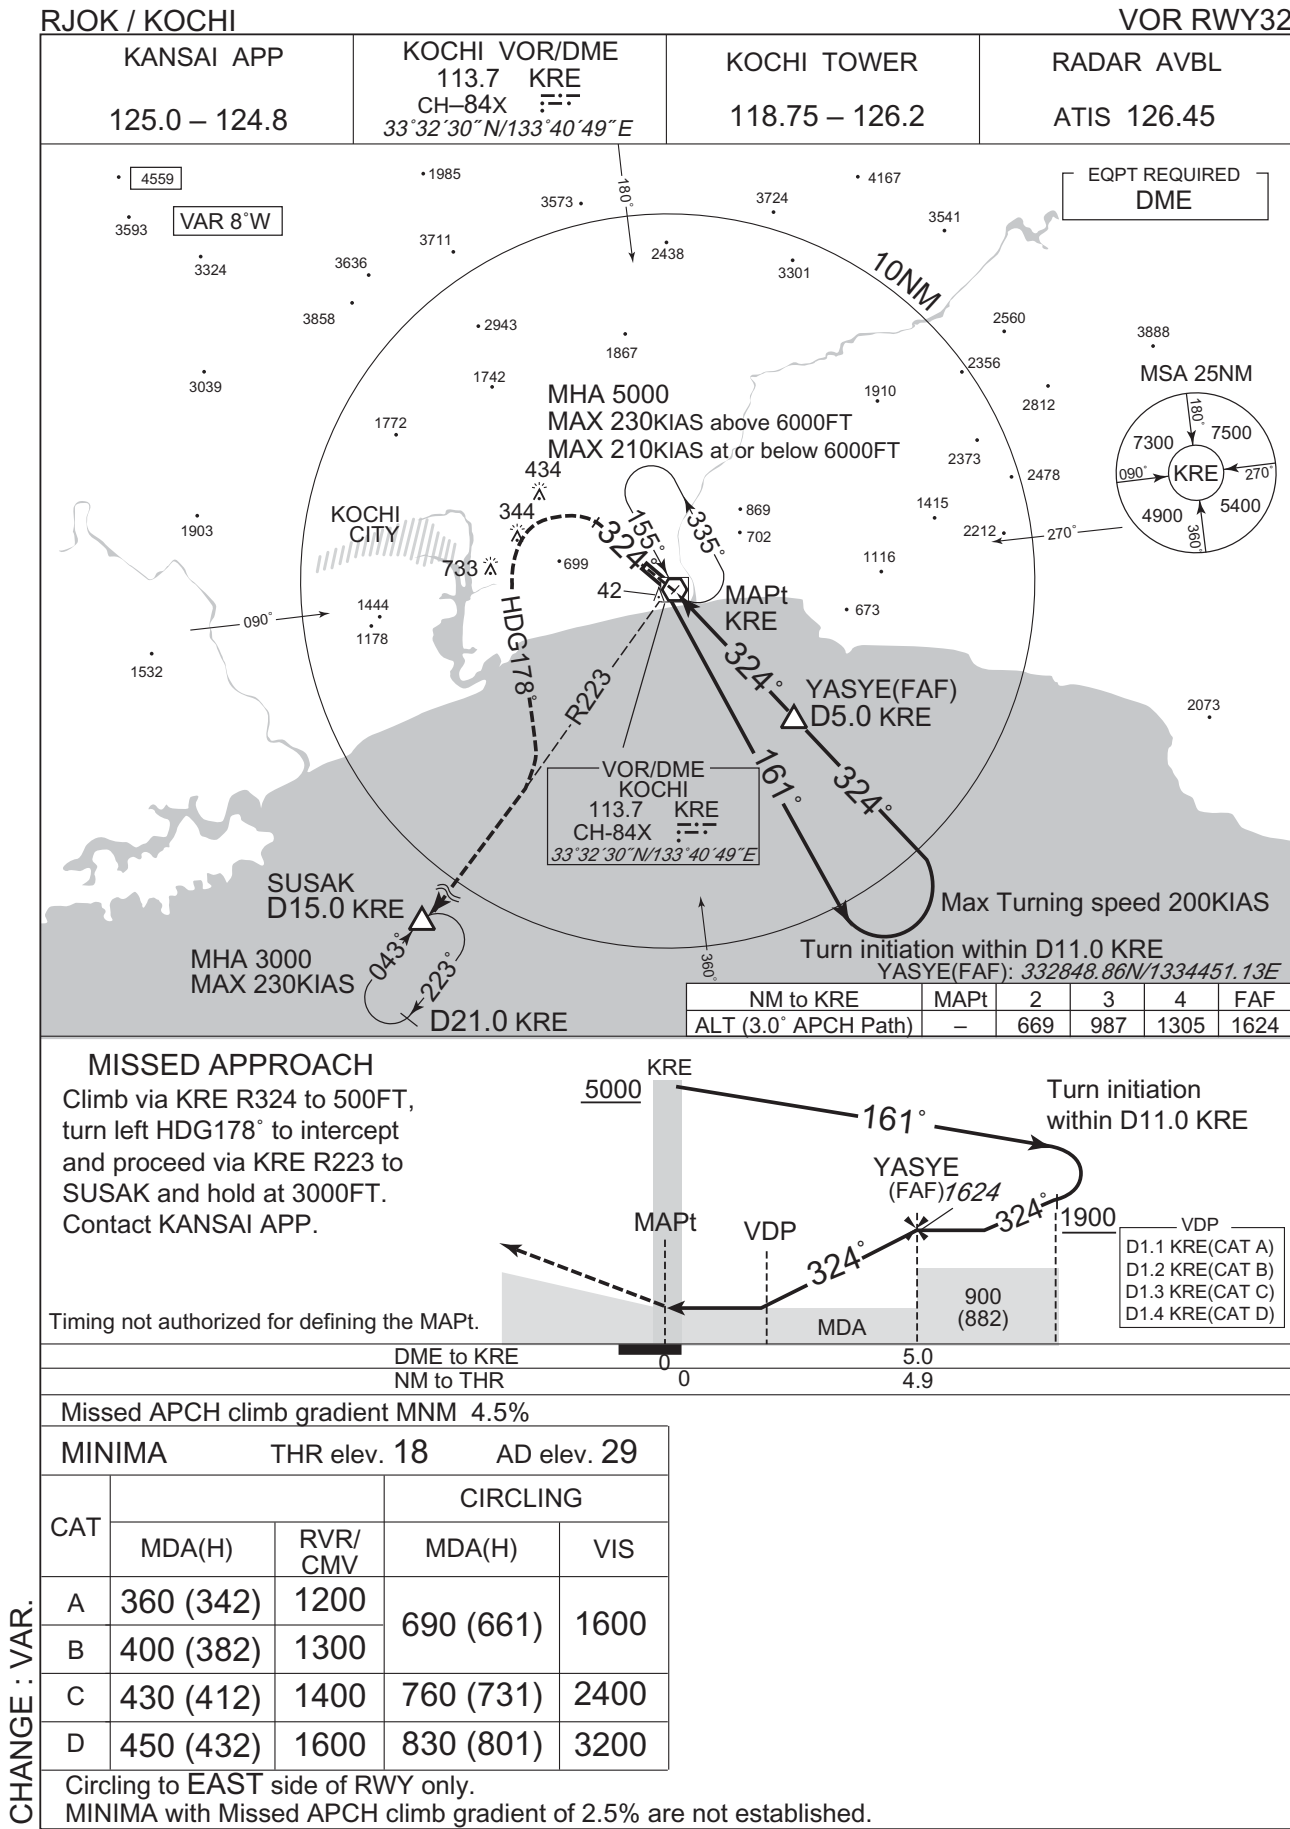 RJOK / KOCHI
VOR RWY32
KANSAI APP
125.0 – 124.8
KOCHI VOR/DME
113.7 KRE
CH–84X
33°32´30˝N/133°40´49˝E
KOCHI TOWER
118.75 – 126.2
RADAR AVBL
ATIS 126.45
4559
1985
180°
4167
EQPT REQUIRED
DME
3573
3724
3593
VAR 8°W
3541
3711
2438
3324
3636
3301
10NM
3858
2943
2560
3888
1867
2356
MSA 25NM
3039
1742
MHA 5000
MAX 230KIAS above 6000FT
MAX 210KIAS at or below 6000FT
1910
2812
180°
7300
7500
090°
KRE
270°
4900
5400
360°
1772
2373
2478
434
344
KOCHI
CITY
1903
733
699
324°
155°
335°
869
702
1415
2212
270°
1116
42
MAPt
KRE
673
1444
1178
090°
1532
HDG178°
R223
324°
YASYE(FAF)
D5.0 KRE
2073
VOR/DME
KOCHI
113.7 KRE
CH-84X
33°32´30˝N/133°40´49˝E
161°
324°
SUSAK
D15.0 KRE
Max Turning speed 200KIAS
MHA 3000
MAX 230KIAS
043°
223°
D21.0 KRE
360°
Turn initiation within D11.0 KRE
YASYE(FAF): 332848.86N/1334451.13E
NM to KRE MAPt 2 3 4 FAF
ALT (3.0° APCH Path) – 669 987 1305 1624
MISSED APPROACH
Climb via KRE R324 to 500FT,
turn left HDG178° to intercept
and proceed via KRE R223 to
SUSAK and hold at 3000FT.
Contact KANSAI APP.
Timing not authorized for defining the MAPt.
KRE
5000
161°
Turn initiation
within D11.0 KRE
YASYE
(FAF) 1624
324°
1900
MAPt
VDP
324°
VDP
D1.1 KRE(CAT A)
D1.2 KRE(CAT B)
D1.3 KRE(CAT C)
D1.4 KRE(CAT D)
900
(882)
MDA
DME to KRE 0 5.0
NM to THR 0 4.9
Missed APCH climb gradient MNM 4.5%
MINIMA THR elev. 18 AD elev. 29
CAT
CIRCLING
MDA(H) RVR/CMV MDA(H) VIS
A 360 (342) 1200 690 (661) 1600
B 400 (382) 1300
C 430 (412) 1400 760 (731) 2400
D 450 (432) 1600 830 (801) 3200
Circling to EAST side of RWY only.
MINIMA with Missed APCH climb gradient of 2.5% are not established.
CHANGE : VAR.